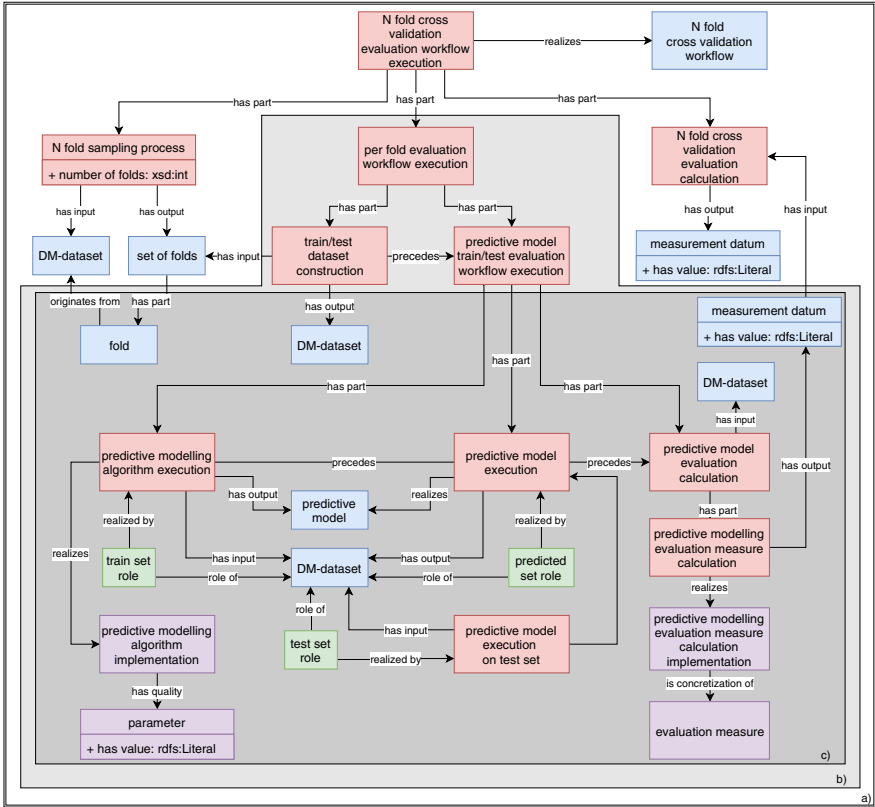 N fold cross
validation
evaluation workflow
execution
realizes
N fold
cross validation
workflow
has part
has part
has part
N fold sampling process
+ number of folds: xsd:int
per fold evaluation
workflow execution
N fold cross
validation
evaluation
calculation
has input
has output
has part
has part
has output
has input
DM-dataset
set of folds
has input
train/test
dataset
construction
precedes
predictive model
train/test evaluation
workflow execution
measurement datum
+ has value: rdfs:Literal
originates from
has part
has output
fold
DM-dataset
measurement datum
+ has value: rdfs:Literal
has part
has part
has part
DM-dataset
has input
predictive modelling
algorithm execution
precedes
predictive model
execution
precedes
predictive model
evaluation
calculation
has output
has output
predictive
model
realizes
has part
realized by
realized by
predictive modelling
evaluation measure
calculation
realizes
has input
has output
train set
role
role of
DM-dataset
role of
predicted
set role
realizes
role of
predictive modelling
algorithm
implementation
has input
test set
role
realized by
predictive model
execution
on test set
predictive modelling
evaluation measure
calculation
implementation
has quality
is concretization of
parameter
+ has value: rdfs:Literal
evaluation measure
c)
b)
a)